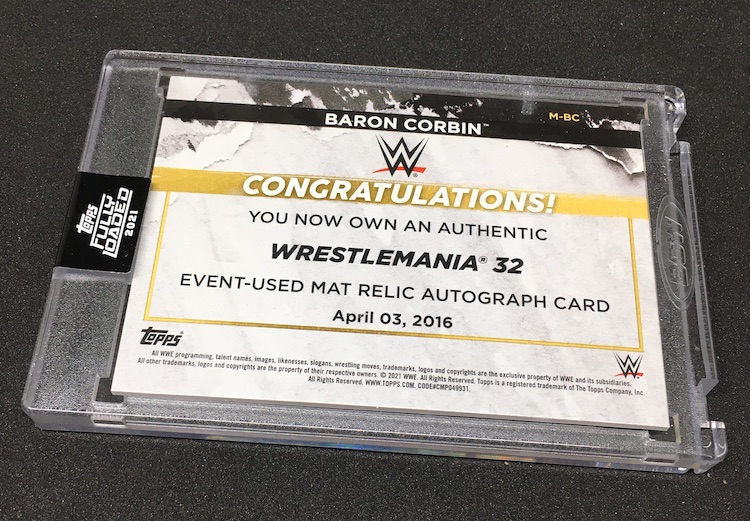 BARON CORBIN™
M-BC
W
CONGRATULATIONS!
YOU NOW OWN AN AUTHENTIC
WRESTLEMANIA® 32
EVENT-USED MAT RELIC AUTOGRAPH CARD
April 03, 2016
Topps®
W
All WWE programming, talent names, images, likenesses, slogans, wrestling moves, trademarks, logos and copyrights are the exclusive property of WWE and its subsidiaries.
All other trademarks, logos and copyrights are the property of their respective owners. © 2021 WWE. All Rights Reserved. Topps is a registered trademark of The Topps Company, Inc.
All Rights Reserved. WWW.TOPPS.COM. CODE#CMP049931.
Topps
FULLY
LOADED
2021